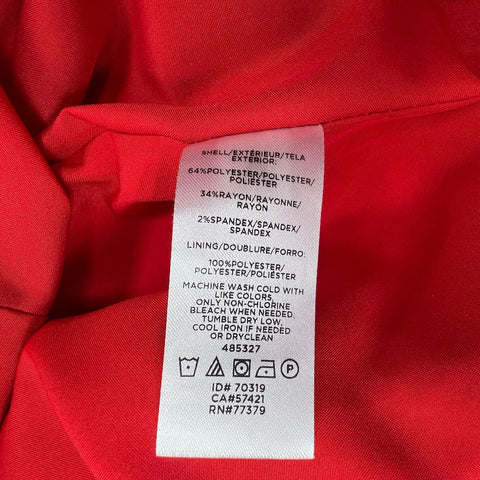 SHELL/EXTÉRIEUR/TELA
EXTERIOR:
64%POLYESTER/POLYESTER/
POLIÉSTER
34%RAYON/RAYONNE/
RAYÓN
2%SPANDEX/SPANDEX/
SPANDEX
LINING/DOUBLURE/FORRO:
100%POLYESTER/
POLYESTER/POLIÉSTER
MACHINE WASH COLD WITH
LIKE COLORS,
ONLY NON-CHLORINE
BLEACH WHEN NEEDED.
TUMBLE DRY LOW,
COOL IRON IF NEEDED
OR DRYCLEAN
485327
P
ID# 70319
CA#57421
RN#77379